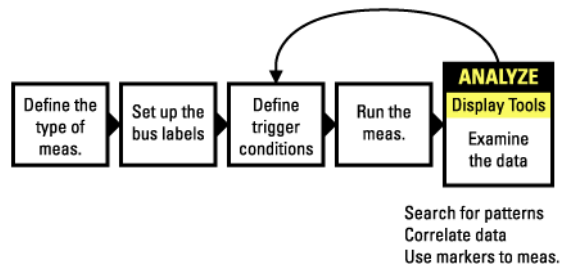 Define the
type of
meas.
Set up the
bus labels
Define
trigger
conditions
Run the
meas.
ANALYZE
Display Tools
Examine
the data
Search for patterns
Correlate data
Use markers to meas.